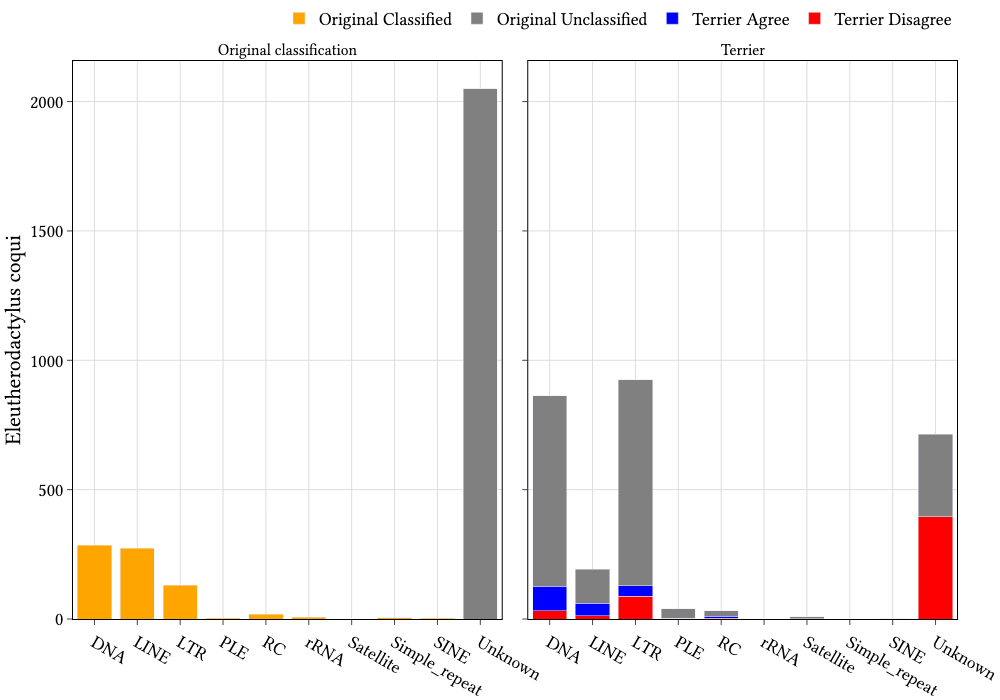 Original Classified Original Unclassified Terrier Agree Terrier Disagree
Original classification Terrier
Eleutherodactylus coqui
2000
1500
1000
500
0
DNA LINE LTR PLE RC rRNA Satellite Simple_repeat SINE Unknown
DNA LINE LTR PLE RC rRNA Satellite Simple_repeat SINE Unknown